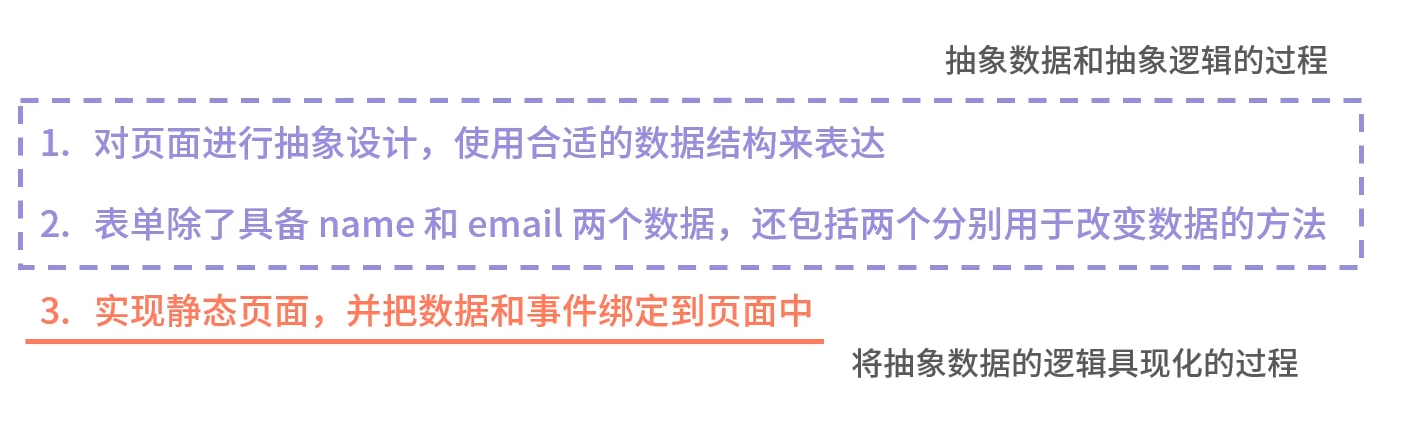 抽象数据和抽象逻辑的过程
1. 对页面进行抽象设计，使用合适的数据结构来表达
2. 表单除了具备 name 和 email 两个数据，还包括两个分别用于改变数据的方法
3. 实现静态页面，并把数据和事件绑定到页面中
将抽象数据的逻辑具现化的过程